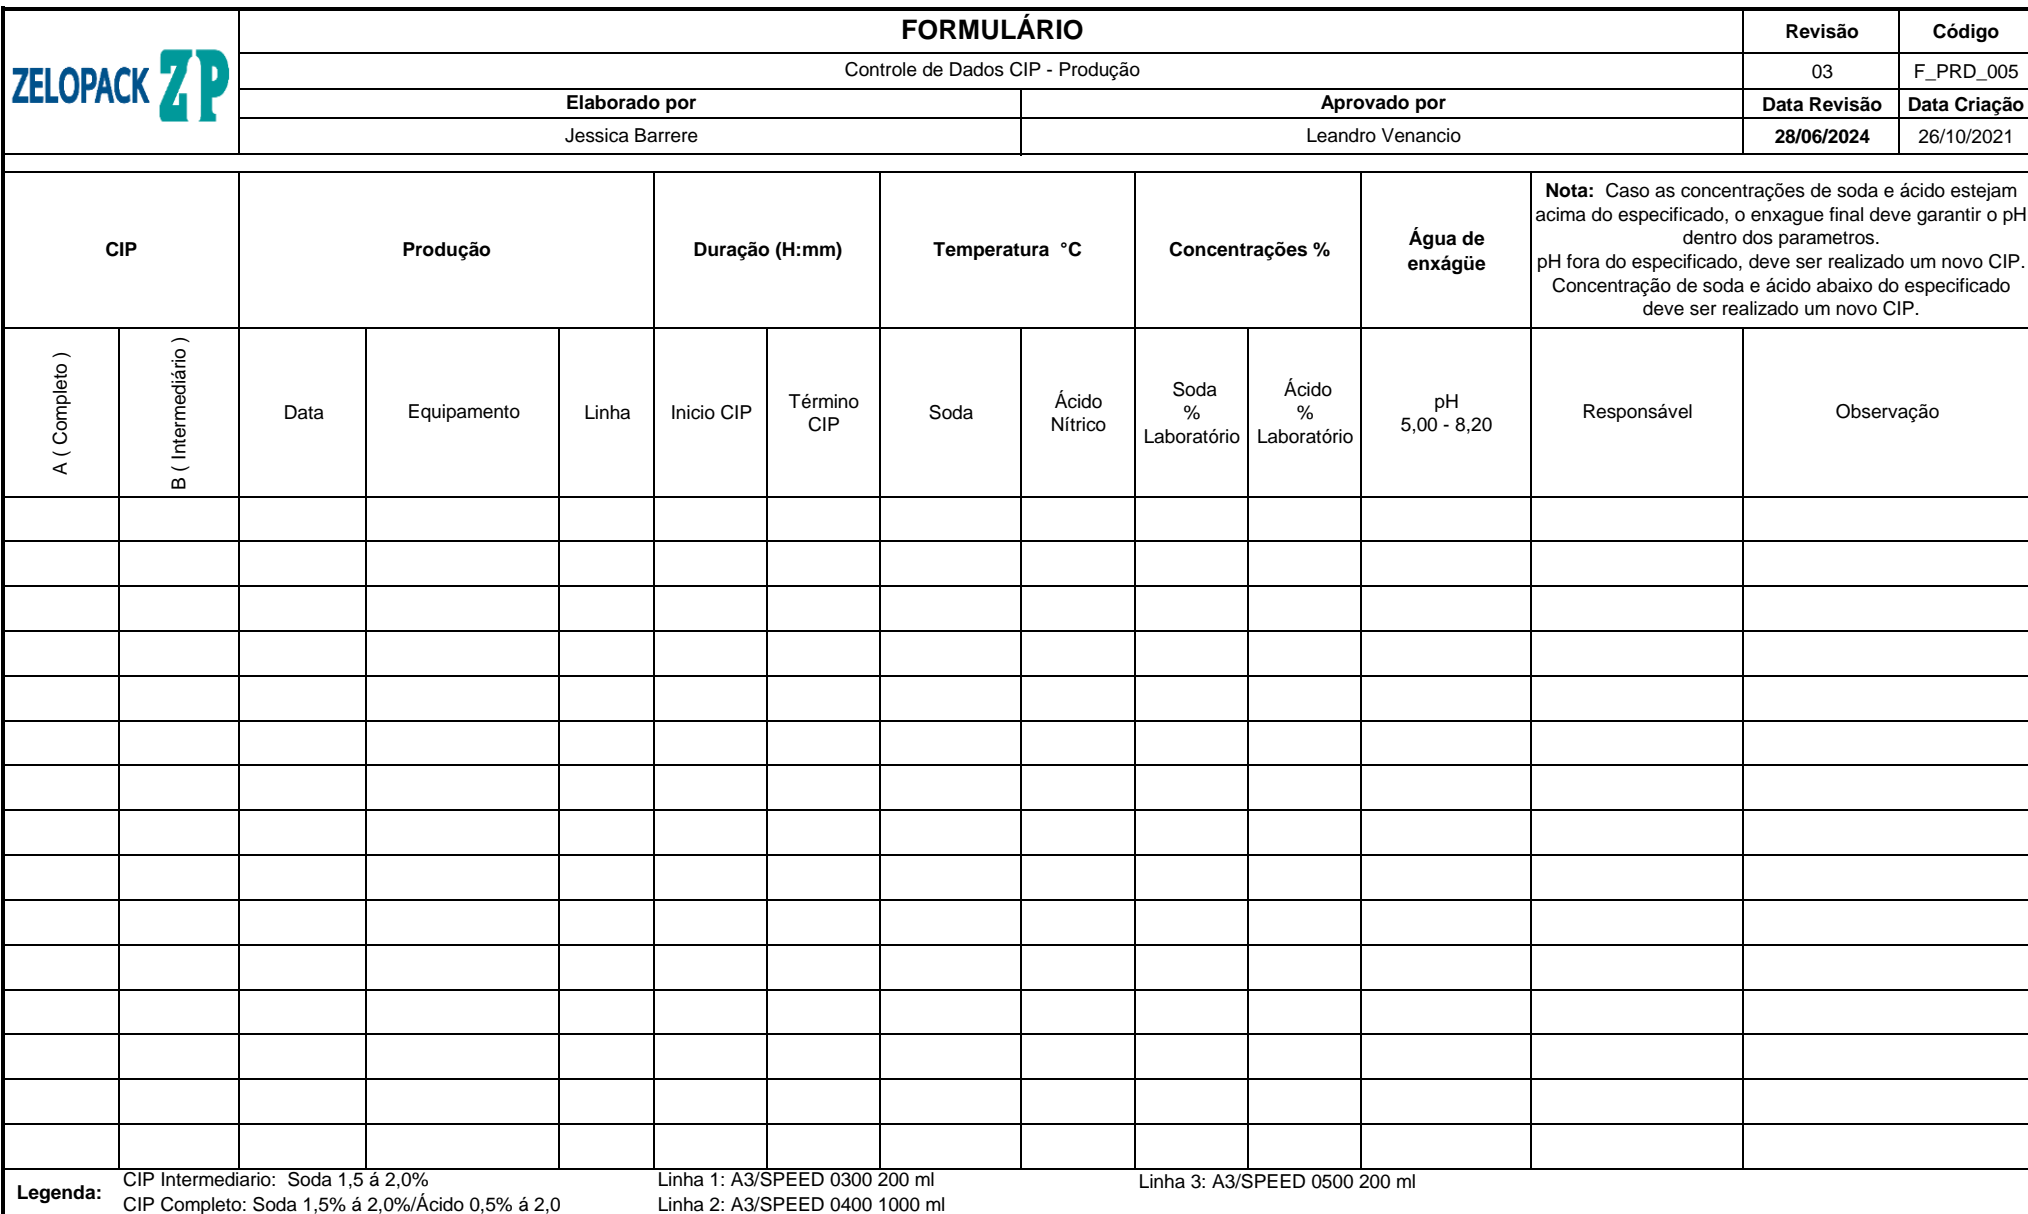 ZELOPACK ZP
FORMULÁRIO
Revisão
Código
Controle de Dados CIP - Produção
03
F_PRD_005
Elaborado por
Aprovado por
Data Revisão
Data Criação
Jessica Barrere
Leandro Venancio
28/06/2024
26/10/2021
CIP
Produção
Duração (H:mm)
Temperatura °C
Concentrações %
Água de
enxágüe
Nota: Caso as concentrações de soda e ácido estejam
acima do especificado, o enxague final deve garantir o pH
dentro dos parametros.
pH fora do especificado, deve ser realizado um novo CIP.
Concentração de soda e ácido abaixo do especificado
deve ser realizado um novo CIP.
A ( Completo )
B ( Intermediário )
Data
Equipamento
Linha
Inicio CIP
Término
CIP
Soda
Ácido
Nítrico
Soda
%
Laboratório
Ácido
%
Laboratório
pH
5,00 - 8,20
Responsável
Observação
Legenda:
CIP Intermediario: Soda 1,5 á 2,0%
CIP Completo: Soda 1,5% á 2,0%/Ácido 0,5% á 2,0
Linha 1: A3/SPEED 0300 200 ml
Linha 2: A3/SPEED 0400 1000 ml
Linha 3: A3/SPEED 0500 200 ml